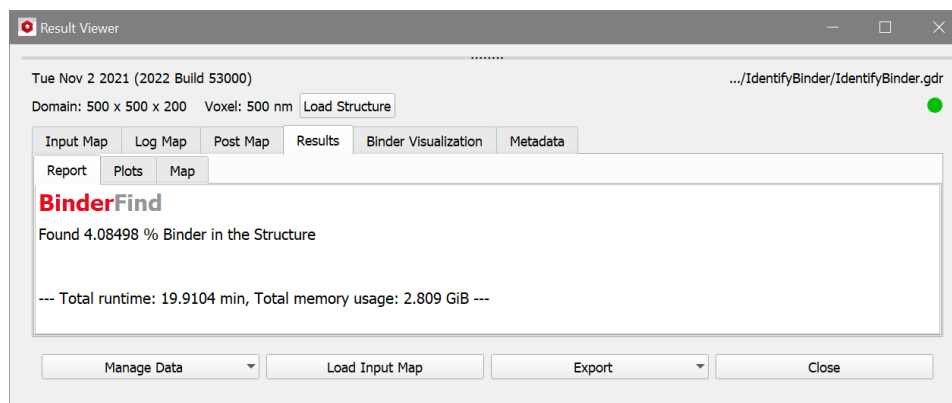 Result Viewer
Tue Nov 2 2021 (2022 Build 53000) .../IdentifyBinder/IdentifyBinder.gdr
Domain: 500 x 500 x 200 Voxel: 500 nm Load Structure
Input Map Log Map Post Map Results Binder Visualization Metadata
Report Plots Map
BinderFind
Found 4.08498 % Binder in the Structure
--- Total runtime: 19.9104 min, Total memory usage: 2.809 GiB ---
Manage Data Load Input Map Export Close